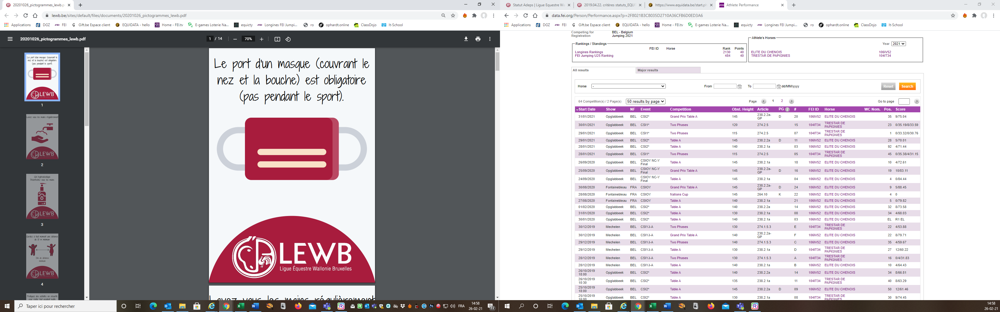 20201026_pictogrammes_lewb.p
lewb.be/sites/default/files/documents/20201026_pictogrammes_lewb.pdf
Applications DGZ FEI Gift.be Espace client EQUIDATA - hello Home - FEI.tv E-games Loterie Na... equicty Longines FEI Jumpi... ro ophardt.online ClassDojo It-School
20201026_pictogrammes_lewb.pdf 1 / 14 70%
Le port d'un masque (couvrant le
nez et la bouche) est obligatoire
(pas pendant le sport).
LEWB
1
Lavez vous les mains régulièrement
LEWB
2
Gel hydroalcoolique
Désinfectez vous les mains
LEWB
3
Gardez à tout moment une distance
LEWB
4
Le port d'un masque (couvrant le
nez et la bouche) est obligatoire
(pas pendant le sport).
LEWB
Ligue Équestre Wallonie Bruxelles
Lavez vous les mains régulièrement
Taper ici pour rechercher
FRA 14:58
26-02-21
22
Statut Adeps | Ligue Equestre Wa 2019.04.22. critères statuts_EQUI https://www.equidata.be/start.ph Athlete Performance
data.fei.org/Person/Performance.aspx?p=2F8021B3C8035D2710A36CFB6D0ED3A6
Applications DGZ FEI Gift.be Espace client EQUIDATA - hello Home - FEI.tv E-games Loterie Na... equicty Longines FEI Jumpi... ro ophardt.online ClassDojo It-School
Competing for BEL - Belgium
Registration Jumping 2021
Rankings / Standings
FEI ID Horse Rank Points
Longines Rankings 2130 40
FEI Jumping U25 Ranking 484 40
Athlete's Horses
Year 2021
ELITE DU CHENOIS 106IV52
TRESTAR DE PAPIGNIES 104IT34
All results Major results
Horse - From To dd/MM/yyyy Reset Search
64 Competition(s) / 2 Page(s) 50 results by page Page 1 2 Go to page
Start Date Show NF Event Competition Obst. Height Article PG # FEI ID Horse WC Nom. Pos. Score
31/01/2021 Opglabbeek BEL CSI2* Grand Prix Table A 145 238.2.2a-GP D 20 106IV52 ELITE DU CHENOIS 35 9/75.04
30/01/2021 Opglabbeek BEL CSI1* Two Phases 120 274.2.5 15 104IT34 TRESTAR DE PAPIGNIES 23 0/35.19/8/33.59
29/01/2021 Opglabbeek BEL CSI1* Two Phases 115 274.2.5 07 104IT34 TRESTAR DE PAPIGNIES 1 0/33.32/0/30.76
29/01/2021 Opglabbeek BEL CSI2* Table A 145 238.2.2a D 11 106IV52 ELITE DU CHENOIS 28 5/70.01
28/01/2021 Opglabbeek BEL CSI2* Table A 140 238.2.1a 03 106IV52 ELITE DU CHENOIS 92 4/71.44
28/01/2021 Opglabbeek BEL CSI1* Two Phases 115 274.2.5 05 104IT34 TRESTAR DE PAPIGNIES 45 0/35.38/4/31.15
26/09/2020 Opglabbeek BEL CSIOY NC-Y Final Table A 145 238.2.1a 18 106IV52 ELITE DU CHENOIS 10 4/72.61
25/09/2020 Opglabbeek BEL CSIOY NC-Y Final Grand Prix Table A 145 238.2.2a-GP D 16 106IV52 ELITE DU CHENOIS 19 10/83.11
24/09/2020 Opglabbeek BEL CSIOY NC-Y Final Table A 145 238.2.1a 04 106IV52 ELITE DU CHENOIS 4 0/84.44
30/08/2020 Fontainebleau FRA CSIOY Grand Prix Table A 145 238.2.2a-GP D 24 106IV52 ELITE DU CHENOIS 9 5/88.45
28/08/2020 Fontainebleau FRA CSIOY Nations Cup 145 264.10 K 22 106IV52 ELITE DU CHENOIS 4 0
27/08/2020 Fontainebleau FRA CSIOY Table A 140 238.2.1a 21 106IV52 ELITE DU CHENOIS 5 0/79.82
01/02/2020 Opglabbeek BEL CSI2* Table A 140 238.2.2a 14 106IV52 ELITE DU CHENOIS 32 8/73.58
31/01/2020 Opglabbeek BEL CSI2* Table A 130 238.2.1a 08 106IV52 ELITE DU CHENOIS 34 4/68.03
30/01/2020 Opglabbeek BEL CSI2* Table A 140 238.2.1a 03 106IV52 ELITE DU CHENOIS EL R1 EL
30/12/2019 Mechelen BEL CSIYJ-A Two Phases 130 274.1.5.3 E 104IT34 TRESTAR DE PAPIGNIES 22 4/53.88
30/12/2019 Mechelen BEL CSIYJ-A Grand Prix Table A 140 238.2.2a-GP F 106IV52 ELITE DU CHENOIS 22 8/79.71
29/12/2019 Mechelen BEL CSIYJ-A Two Phases 140 274.1.5.3 C 106IV52 ELITE DU CHENOIS 35 4/59.67
29/12/2019 Mechelen BEL CSIYJ-A Table A 130 238.2.1a D 104IT34 TRESTAR DE PAPIGNIES 27 12/60.22
28/12/2019 Mechelen BEL CSIYJ-A Two Phases 130 274.1.5.3 A 104IT34 TRESTAR DE PAPIGNIES 16 0/4/31.83
28/12/2019 Mechelen BEL CSIYJ-A Table A 140 238.2.1a B 106IV52 ELITE DU CHENOIS 10 4/64.43
26/10/2019 18:00 Opglabbeek BEL CSI2* Table A 140 238.2.2a 14 106IV52 ELITE DU CHENOIS 34 8/66.81
26/10/2019 10:30 Opglabbeek BEL CSI2* Table A 135 238.2.1a 11 104IT34 TRESTAR DE PAPIGNIES 40 8/63.29
25/10/2019 18:00 Opglabbeek BEL CSI2* Table A 145 238.2.2a D 09 106IV52 ELITE DU CHENOIS 50 12/61.46
25/10/2019 16:00 Opglabbeek BEL CSI2* Table A 130 238.2.1a 08 104IT34 TRESTAR DE PAPIGNIES 30 9/74.45
14:58
26-02-21